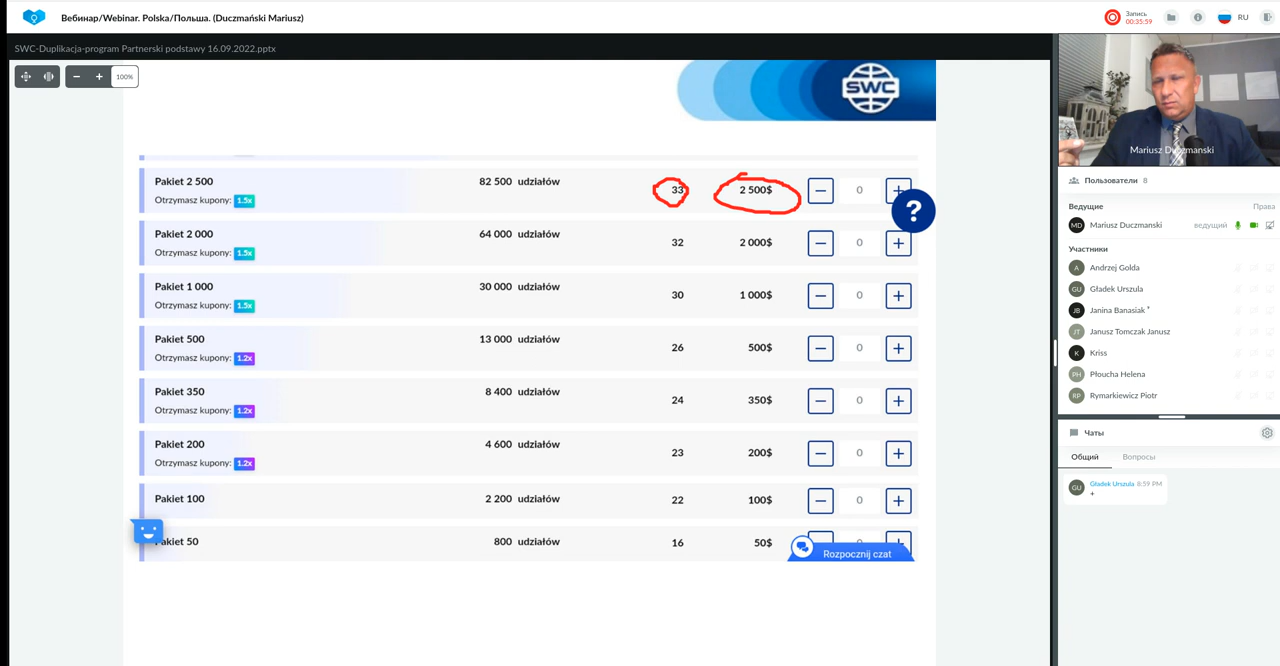 Вебинар/Webinar. Polska/Польша. (Duczmański Mariusz)
Запись
00:35:59
RU
SWC-Duplikacja-program Partnerski podstawy 16.09.2022.pptx
100%
SWC
Pakiet 2 500
82 500 udziałów
33
2 500$
0
Otrzymasz kupony: 1.5x
?
Pakiet 2 000
64 000 udziałów
32
2 000$
0
Otrzymasz kupony: 1.5x
Pakiet 1 000
30 000 udziałów
30
1 000$
0
Otrzymasz kupony: 1.5x
Pakiet 500
13 000 udziałów
26
500$
0
Otrzymasz kupony: 1.2x
Pakiet 350
8 400 udziałów
24
350$
0
Otrzymasz kupony: 1.2x
Pakiet 200
4 600 udziałów
23
200$
0
Otrzymasz kupony: 1.2x
Pakiet 100
2 200 udziałów
22
100$
0
Pakiet 50
800 udziałów
16
50$
0
Rozpocznij czat
Mariusz Duczmanski
Пользователи 8
Ведущие
Права
MD Mariusz Duczmanski ведущий
Участники
A Andrzej Golda
GU Gładek Urszula
JB Janina Banasiak *
JT Janusz Tomczak Janusz
K Kriss
PH Płoucha Helena
RP Rymarkiewicz Piotr
Чаты
Общий
Вопросы
GU Gładek Urszula 8:59 PM
+